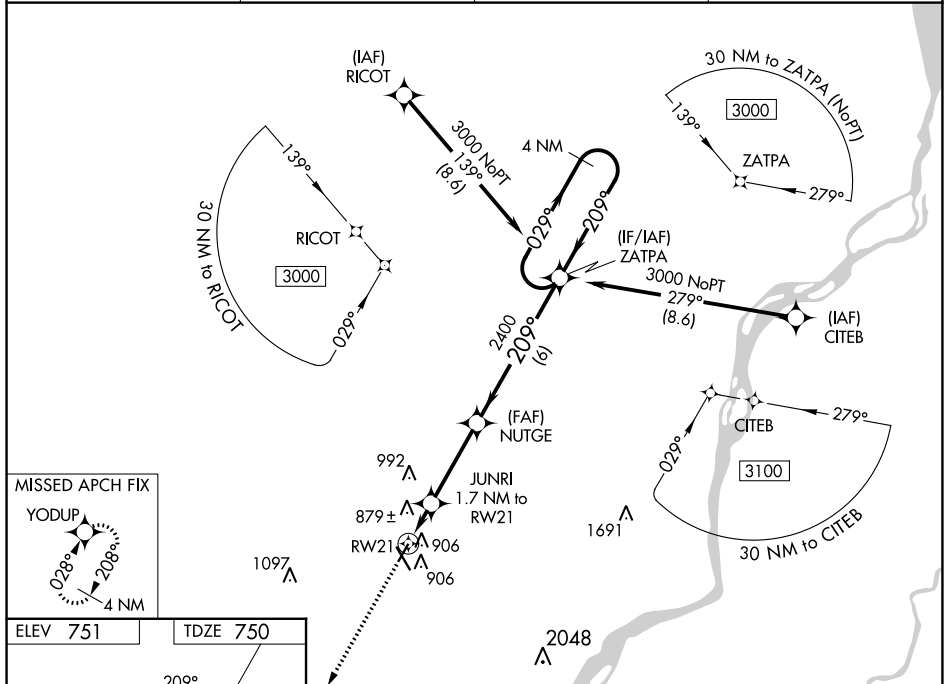 (IAF)
RICOT
3000 NoPT
139°
(8.6)
4 NM
029°
209°
30 NM to ZATPA (NoPT)
3000
139°
ZATPA
279°
139°
RICOT
3000
029°
30 NM to RICOT
(IF/IAF)
ZATPA
3000 NoPT
279°
(8.6)
(IAF)
CITEB
2400
209°
(6)
(FAF)
NUTGE
CITEB
279°
029°
3100
30 NM to CITEB
992
JUNRI
1.7 NM to
RW21
879±
RW21
906
906
1691
1097
2048
MISSED APCH FIX
YODUP
028°
208°
4 NM
ELEV 751
TDZE 750
209°